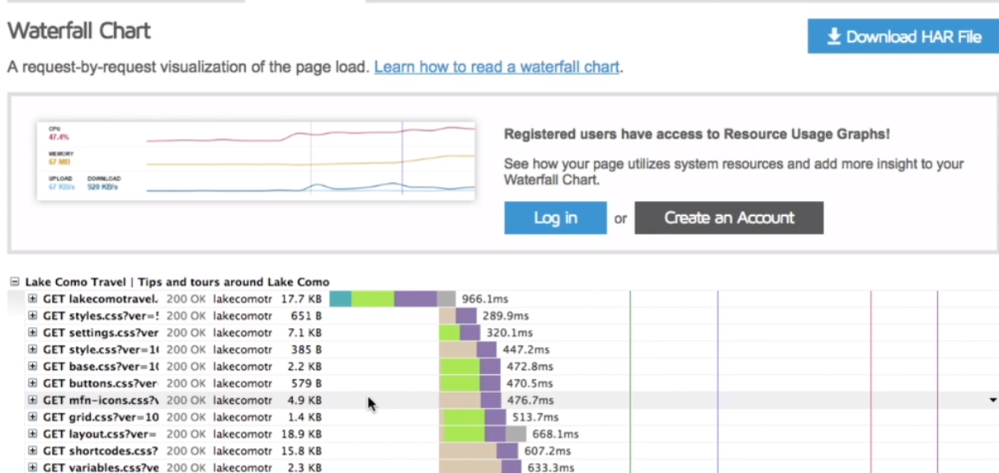 Waterfall Chart
Download HAR File
A request-by-request visualization of the page load. Learn how to read a waterfall chart.
CPU
47.4%
MEMORY
67 MB
UPLOAD DOWNLOAD
67 KB/s 920 KB/s
Registered users have access to Resource Usage Graphs!
See how your page utilizes system resources and add more insight to your
Waterfall Chart.
Log in or Create an Account
Lake Como Travel | Tips and tours around Lake Como
GET lakecomotravel. 200 OK lakecomotr 17.7 KB 966.1ms
GET styles.css?ver= 200 OK lakecomotr 651 B 289.9ms
GET settings.css?ver 200 OK lakecomotr 7.1 KB 320.1ms
GET style.css?ver=1 200 OK lakecomotr 385 B 447.2ms
GET base.css?ver=1 200 OK lakecomotr 2.2 KB 472.8ms
GET buttons.css?ver 200 OK lakecomotr 579 B 470.5ms
GET mfn-icons.css? 200 OK lakecomotr 4.9 KB 476.7ms
GET grid.css?ver=10 200 OK lakecomotr 1.4 KB 513.7ms
GET layout.css?ver= 200 OK lakecomotr 18.9 KB 668.1ms
GET shortcodes.css? 200 OK lakecomotr 15.8 KB 607.2ms
GET variables.css?ve 200 OK lakecomotr 2.3 KB 633.3ms